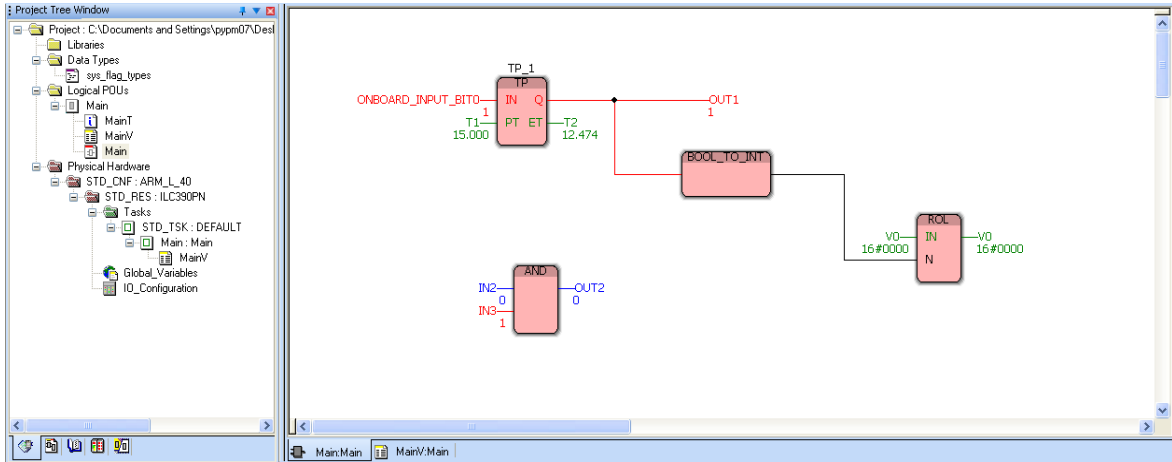 Project Tree Window
Project : C:\Documents and Settings\pypm07\Desl
Libraries
Data Types
sys_flag_types
Logical POUs
Main
MainT
MainV
Main
Physical Hardware
STD_CNF : ARM_L_40
STD_RES : ILC390PN
Tasks
STD_TSK : DEFAULT
Main : Main
MainV
Global_Variables
IO_Configuration
TP_1
TP
ONBOARD_INPUT_BIT0 IN Q OUT1
1 1
T1 PT ET T2
15.000 12.474
BOOL_TO_INT
ROL
V0 IN V0
16#0000 16#0000
N
AND
IN2 OUT2
0 0
IN3
1
Main:Main MainV:Main